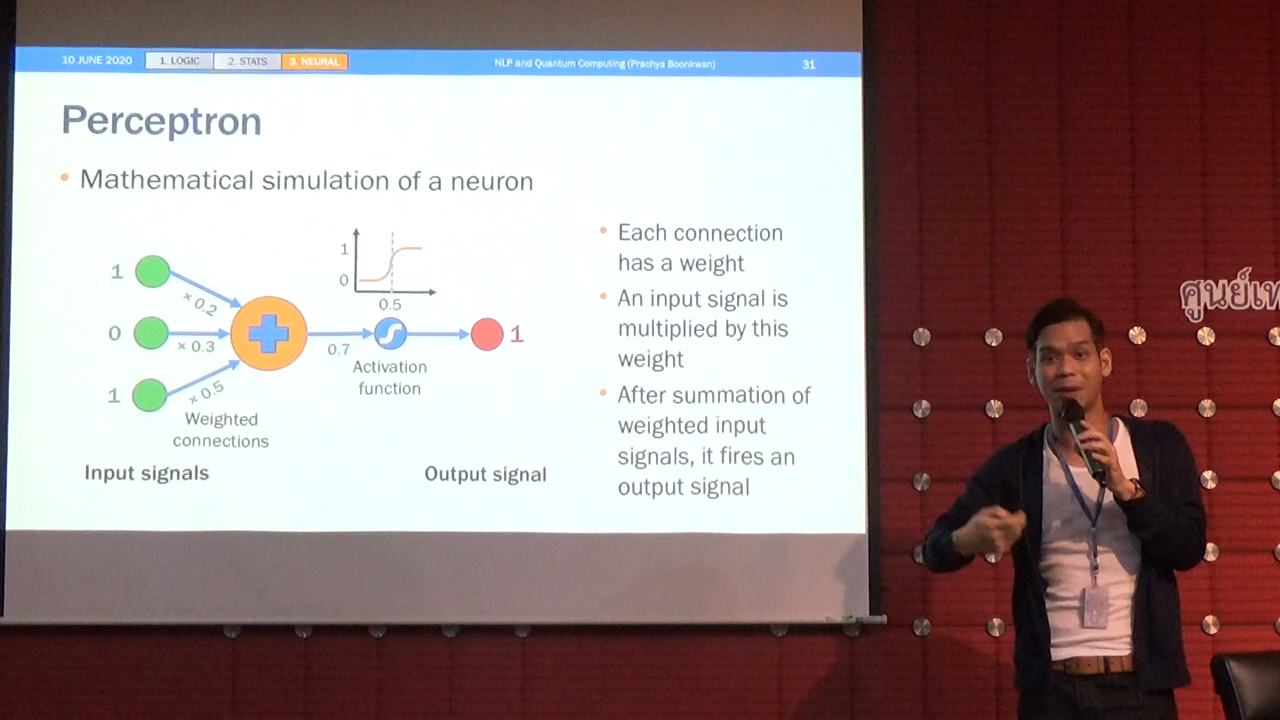 10 JUNE 2020 1. LOGIC 2. STATS 3. NEURAL NLP and Quantum Computing (Prachya Boonkwan) 31
Perceptron
• Mathematical simulation of a neuron
1
0
0.5
1
0
1
× 0.2
× 0.3
× 0.5
0.7
1
Activation
function
Weighted
connections
Input signals
Output signal
• Each connection
has a weight
• An input signal is
multiplied by this
weight
• After summation of
weighted input
signals, it fires an
output signal